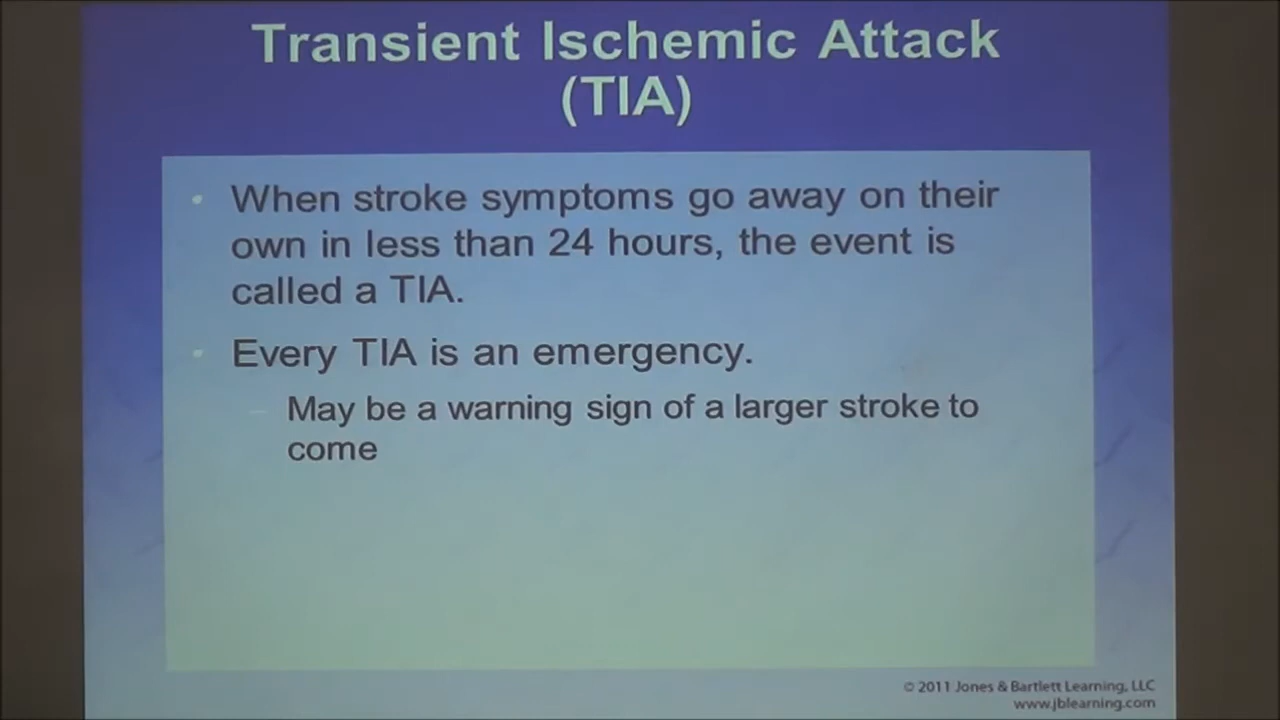 Transient Ischemic Attack
(TIA)
• When stroke symptoms go away on their
own in less than 24 hours, the event is
called a TIA.
• Every TIA is an emergency.
– May be a warning sign of a larger stroke to
come
© 2011 Jones & Bartlett Learning, LLC
www.jblearning.com